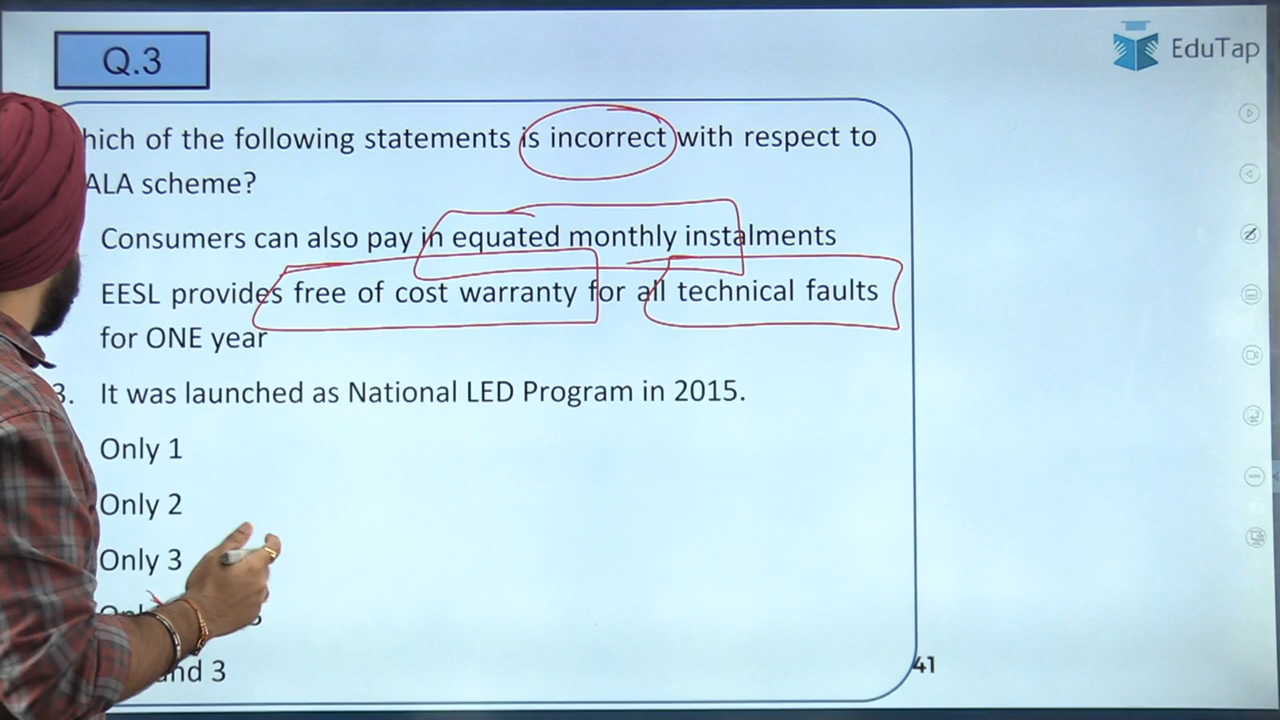 Q.3
EduTap
hich of the following statements is incorrect with respect to
ALA scheme?
Consumers can also pay in equated monthly instalments
EESL provides free of cost warranty for all technical faults
for ONE year
3. It was launched as National LED Program in 2015.
Only 1
Only 2
Only 3
and 3
41